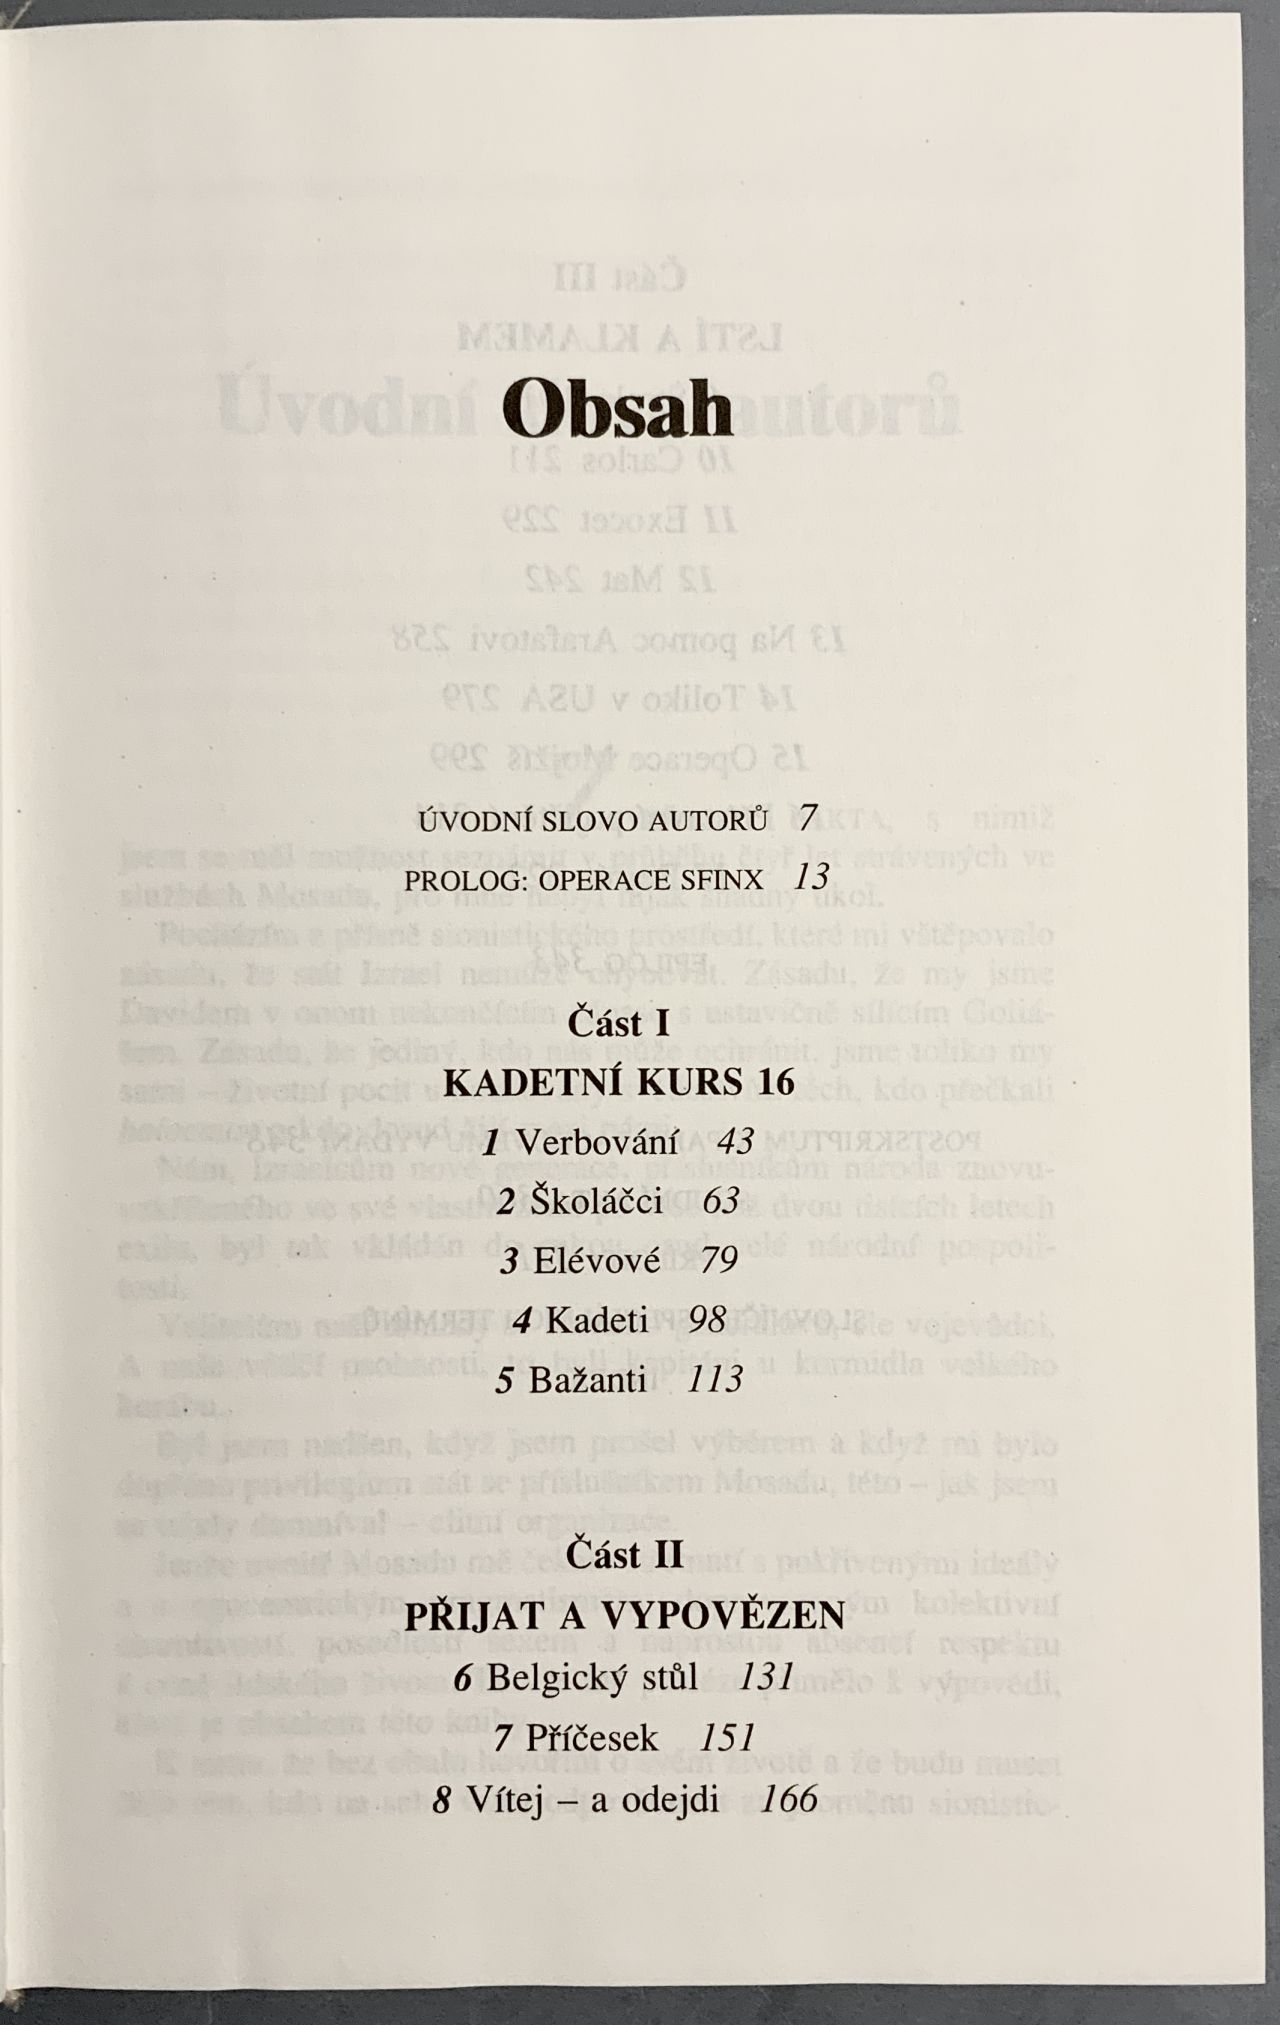 Obsah
ÚVODNÍ SLOVO AUTORŮ 7
PROLOG: OPERACE SFINX 13
Část I
KADETNÍ KURS 16
1 Verbování 43
2 Školáčci 63
3 Elévové 79
4 Kadeti 98
5 Bažanti 113
Část II
PŘIJAT A VYPOVĚZEN
6 Belgický stůl 131
7 Příčesek 151
8 Vítej – a odejdi 166